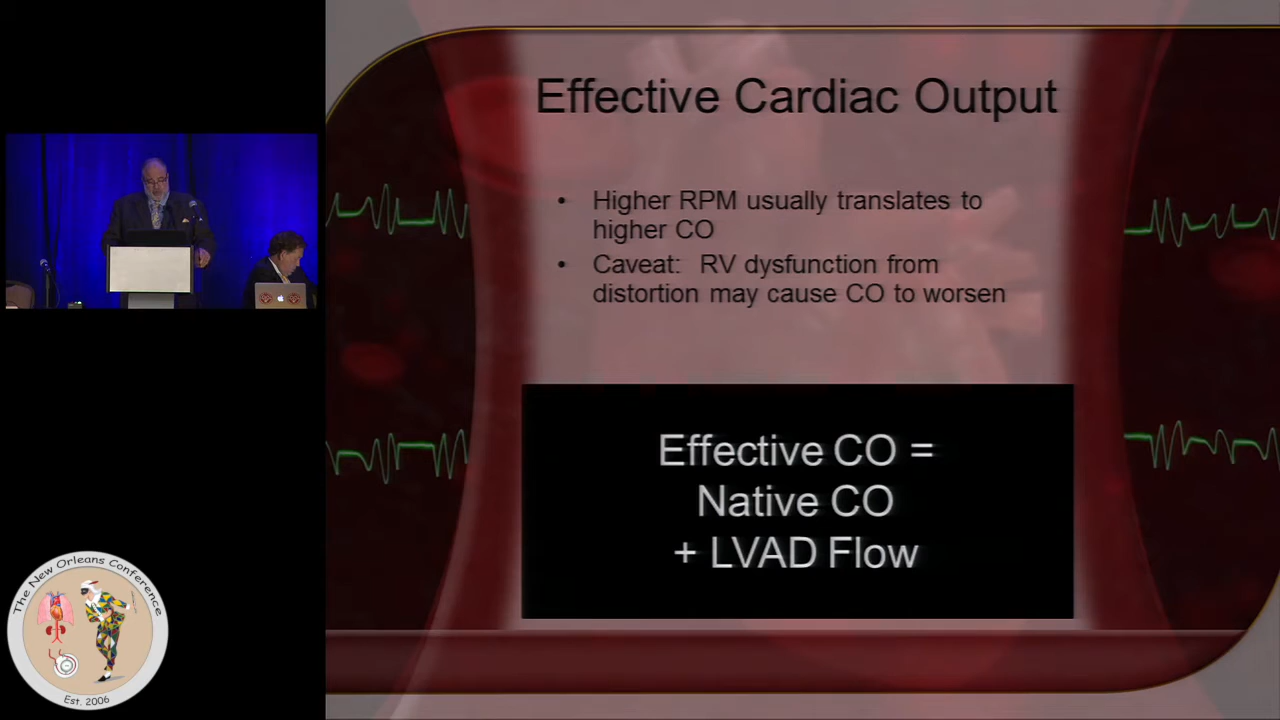 Effective Cardiac Output
• Higher RPM usually translates to
higher CO
• Caveat: RV dysfunction from
distortion may cause CO to worsen
Effective CO =
Native CO
+ LVAD Flow
The New Orleans Conference
Est. 2006